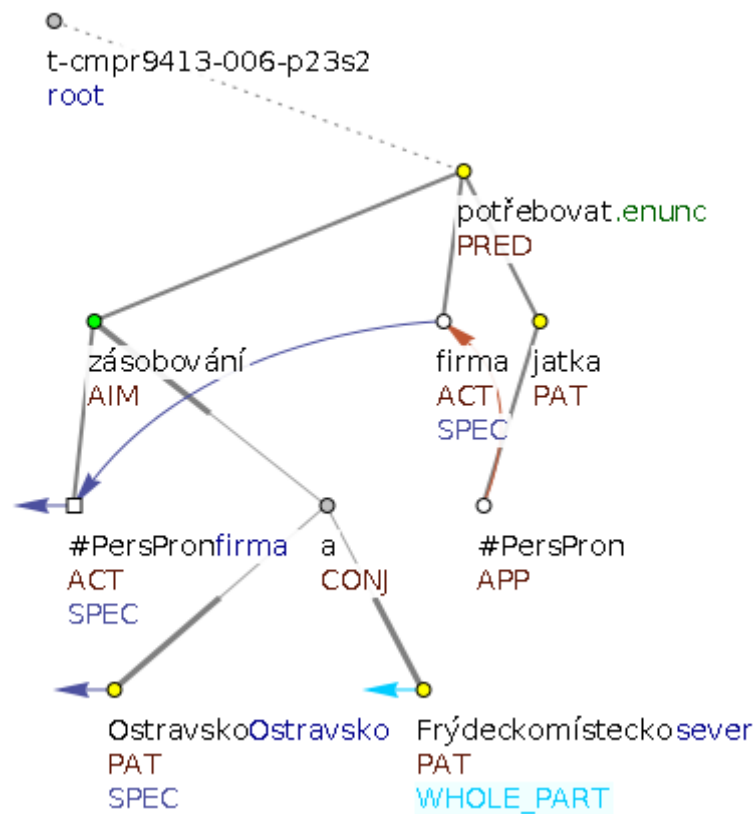 t-cmpr9413-006-p23s2
root
potřebovat.enunc
PRED
zásobování
AIM
firma
ACT
SPEC
jatka
PAT
#PersPronfirma
ACT
SPEC
a
CONJ
#PersPron
APP
OstravskoOstravsko
PAT
SPEC
Frýdeckomísteckosever
PAT
WHOLE_PART